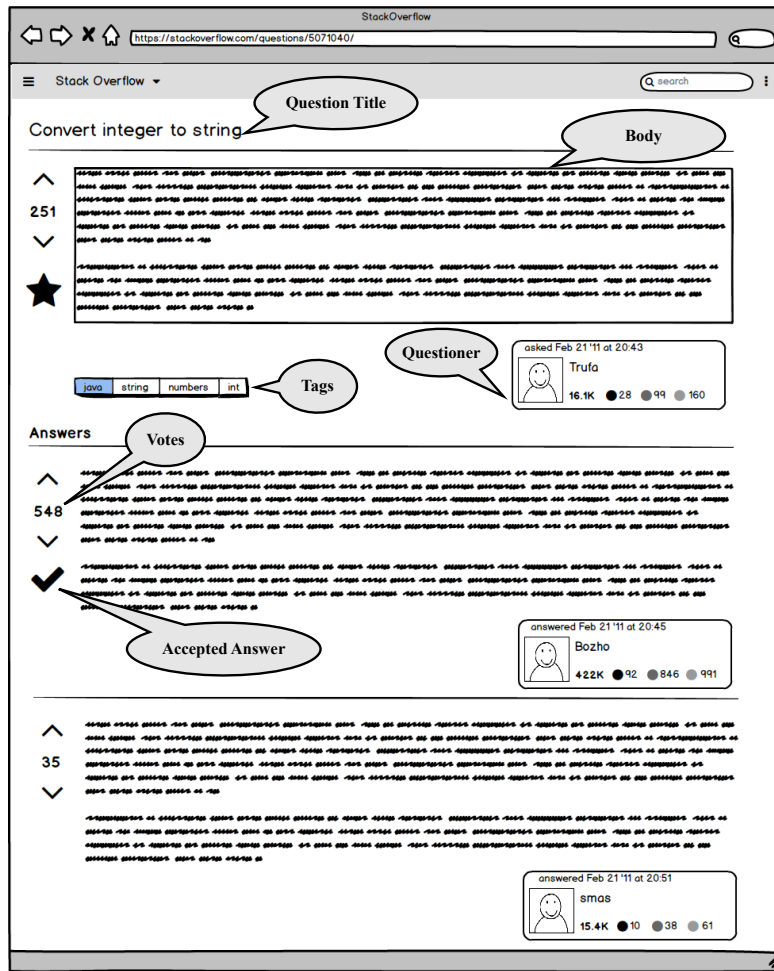 StackOverflow
https://stackoverflow.com/questions/5071040/
Stack Overflow
search
Question Title
Convert integer to string
Body
251
Questioner
asked Feb 21 '11 at 20:43
Trufa
16.1K 28 99 160
java string numbers int
Tags
Answers
Votes
548
Accepted Answer
answered Feb 21 '11 at 20:45
Bozho
422K 92 846 991
35
answered Feb 21 '11 at 20:51
smas
15.4K 10 38 61